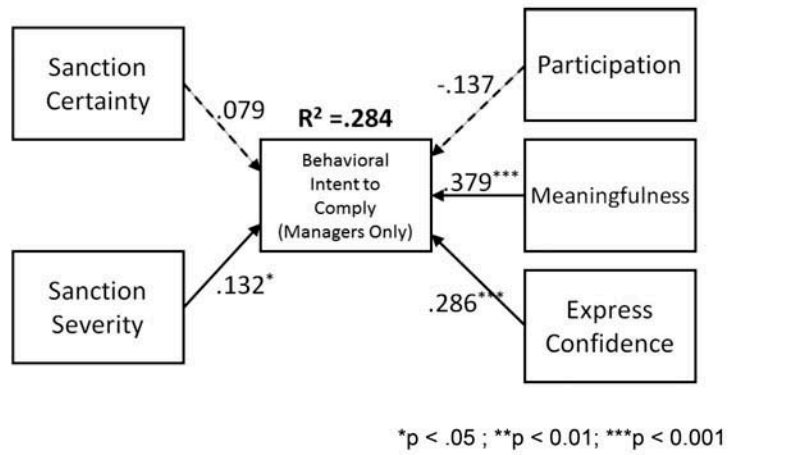 Sanction
Certainty
.079
R² =.284
-.137
Participation
Behavioral
Intent to
Comply
(Managers Only)
.379***
Meaningfulness
Sanction
Severity
.132*
.286***
Express
Confidence
*p < .05 ; **p < 0.01; ***p < 0.001